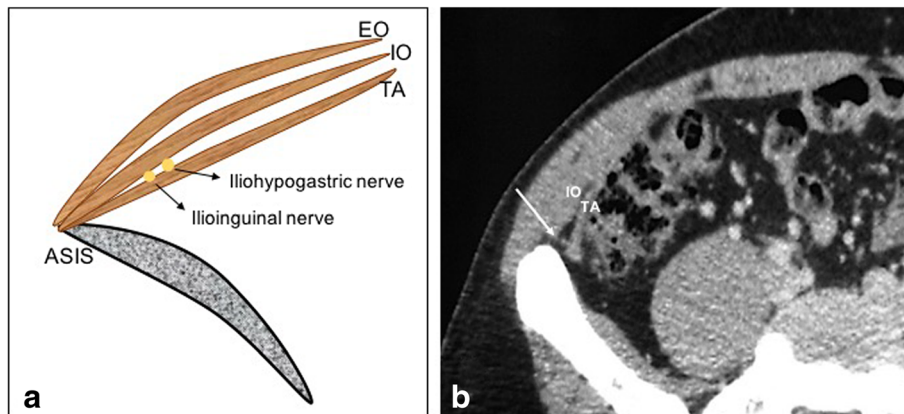 EO
IO
TA
Iliohypogastric nerve
Ilioinguinal nerve
ASIS
a
IO
TA
b